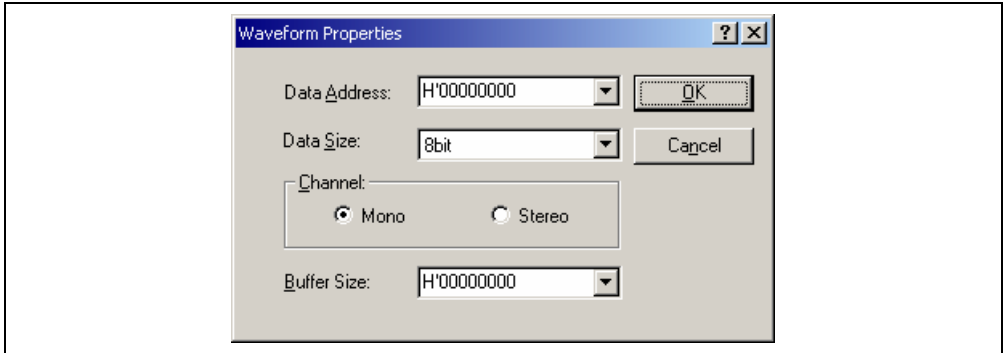 Waveform Properties
Data Address: H'00000000 OK
Data Size: 8bit Cancel
Channel:
Mono Stereo
Buffer Size: H'00000000